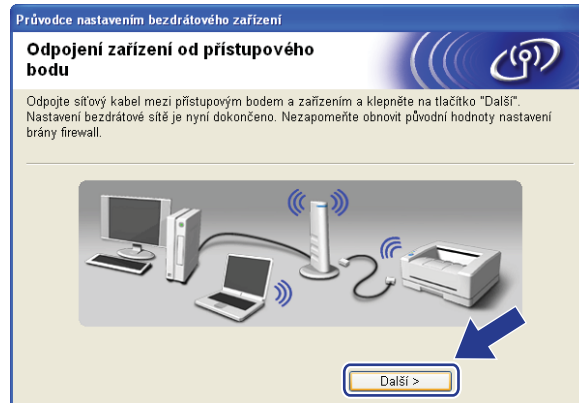 Průvodce nastavením bezdrátového zařízení
Odpojení zařízení od přístupového
bodu
Odpojte síťový kabel mezi přístupovým bodem a zařízením a klepněte na tlačítko "Další".
Nastavení bezdrátové sítě je nyní dokončeno. Nezapomeňte obnovit původní hodnoty nastavení
brány firewall.
Další >